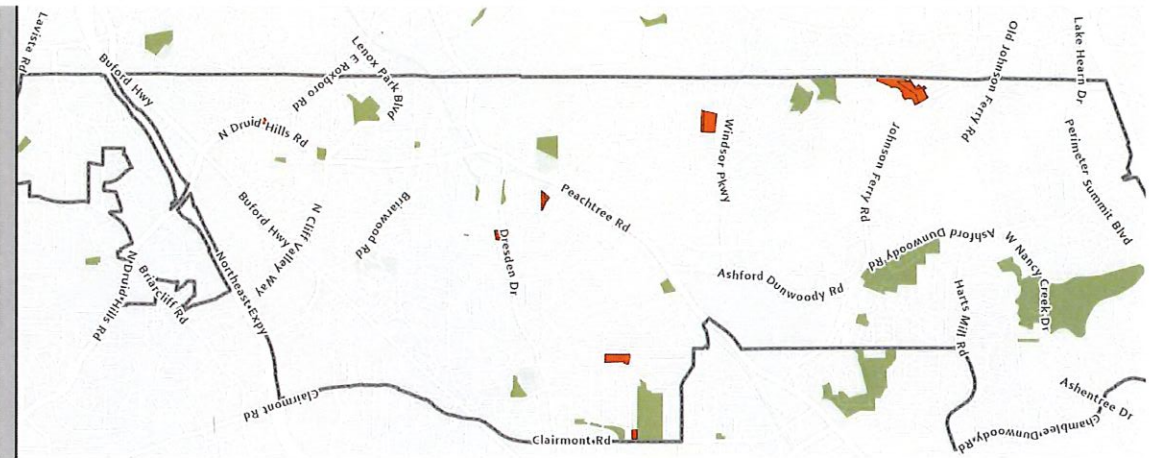 Lavista Rd
Buford Hwy
E Roxboro Rd
Lenox Park Blvd
N Druid Hills Rd
Buford Hwy
N Cliff Valley Way
Briarwood Rd
Northeast Expy
N Druid Hills Rd
Briarcliff Rd
Clairmont Rd
Clairmont Rd
Dresden Dr
Peachtree Rd
Windsor Pkwy
Ashford Dunwoody Rd
Johnson Ferry Rd
Old Johnson Ferry Rd
Lake Hearn Dr
Perimeter Summit Blvd
Ashford Dunwoody Rd
W Nancy Creek Dr
Harts Mill Rd
Ashentree Dr
Chamblee Dunwoody Rd